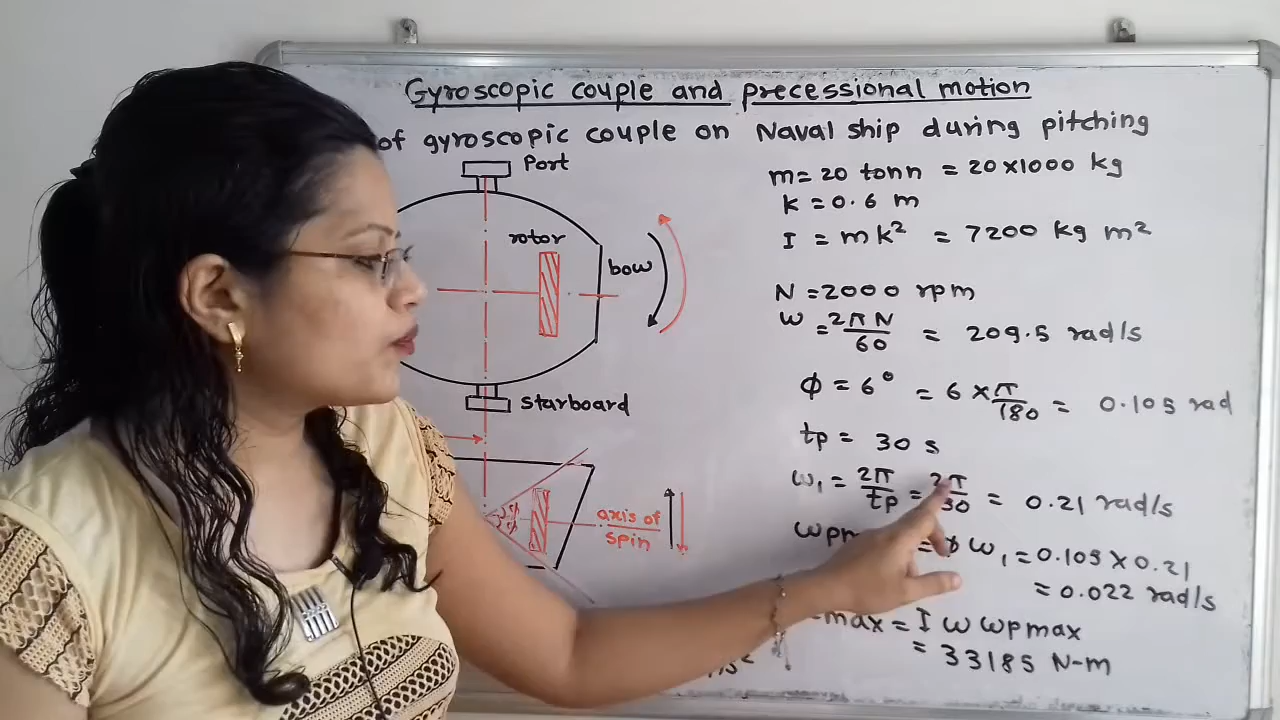 Gyroscopic couple and precessional motion
of gyroscopic couple on Naval ship during pitching
Port
rotor
bow
starboard
axis of
spin
m = 20 tonn = 20×1000 kg
k = 0.6 m
I = mk² = 7200 kg m²
N = 2000 rpm
ω = 2πN/60 = 209.5 rad/s
ϕ = 6° = 6 × π/180 = 0.105 rad
tp = 30 s
ω₁ = 2π/tp = 2π/30 = 0.21 rad/s
= ϕ ω₁ = 0.105 × 0.21
= 0.022 rad/s
max = I ω ωpmax
= 33185 N-m